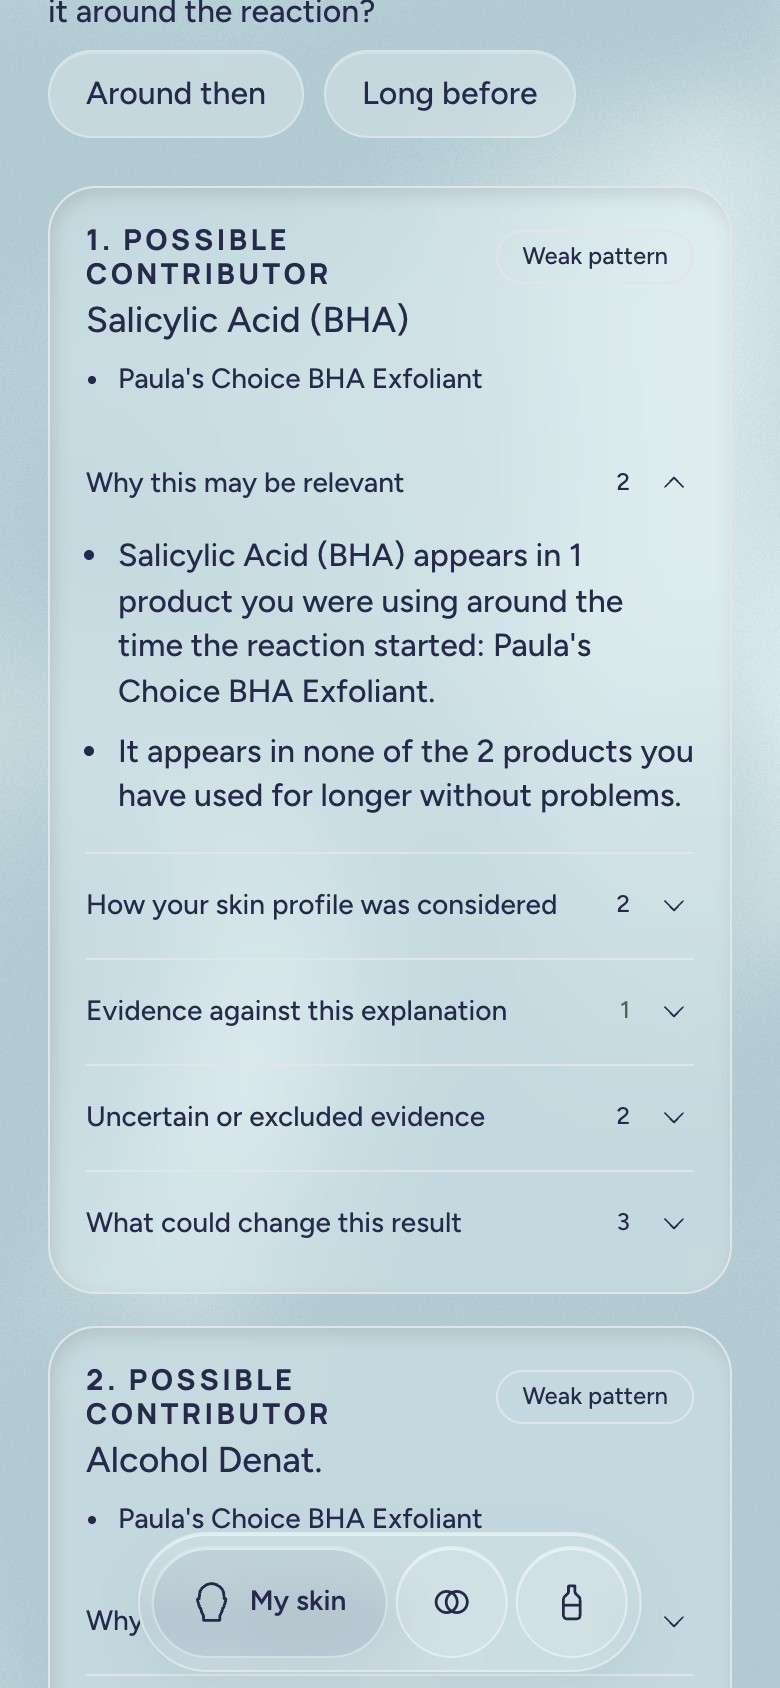 it around the reaction?
Around then
Long before
1. POSSIBLE
CONTRIBUTOR
Weak pattern
Salicylic Acid (BHA)
• Paula's Choice BHA Exfoliant
Why this may be relevant 2
• Salicylic Acid (BHA) appears in 1
product you were using around the
time the reaction started: Paula's
Choice BHA Exfoliant.
• It appears in none of the 2 products you
have used for longer without problems.
How your skin profile was considered 2
Evidence against this explanation 1
Uncertain or excluded evidence 2
What could change this result 3
2. POSSIBLE
CONTRIBUTOR
Weak pattern
Alcohol Denat.
• Paula's Choice BHA Exfoliant
Why
My skin